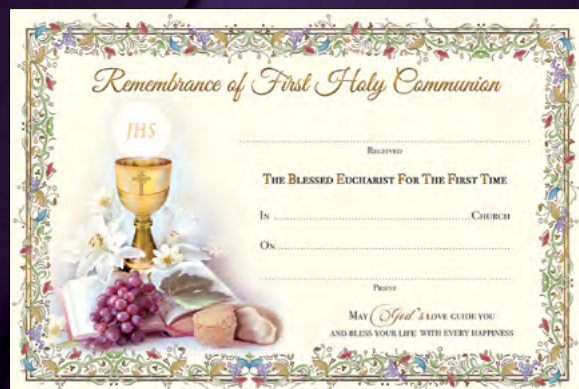 Remembrance of First Holy Communion
JHS
Received
The Blessed Eucharist For The First Time
In ........................................ Church
On ........................................
Priest
May God's love guide you
and bless your life with every happiness